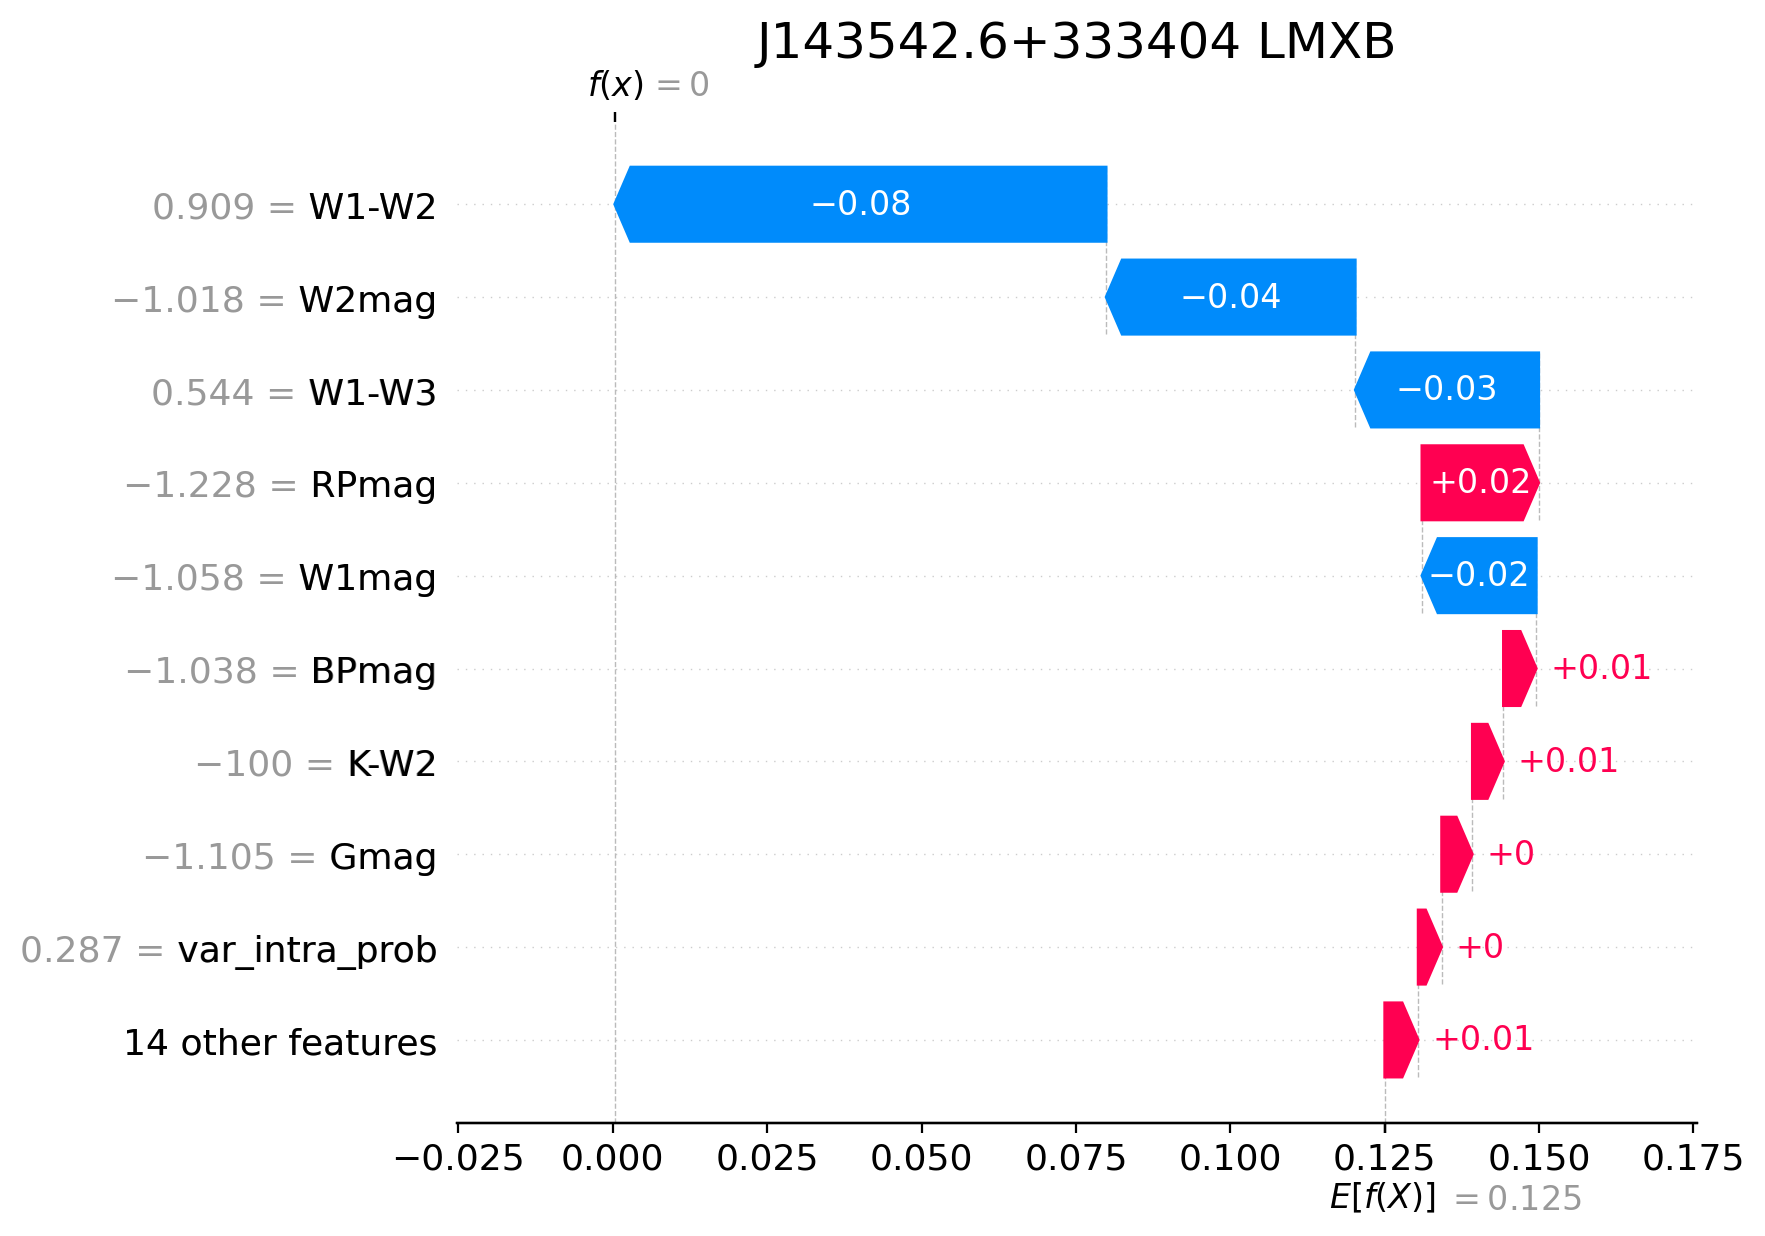 J143542.6+333404 LMXB
f(x) = 0
0.909 = W1-W2
−0.08
−1.018 = W2mag
−0.04
0.544 = W1-W3
−0.03
−1.228 = RPmag
+0.02
−1.058 = W1mag
−0.02
−1.038 = BPmag
+0.01
−100 = K-W2
+0.01
−1.105 = Gmag
+0
0.287 = var_intra_prob
+0
14 other features
+0.01
−0.025 0.000 0.025 0.050 0.075 0.100 0.125 0.150 0.175
E[f(X)] = 0.125